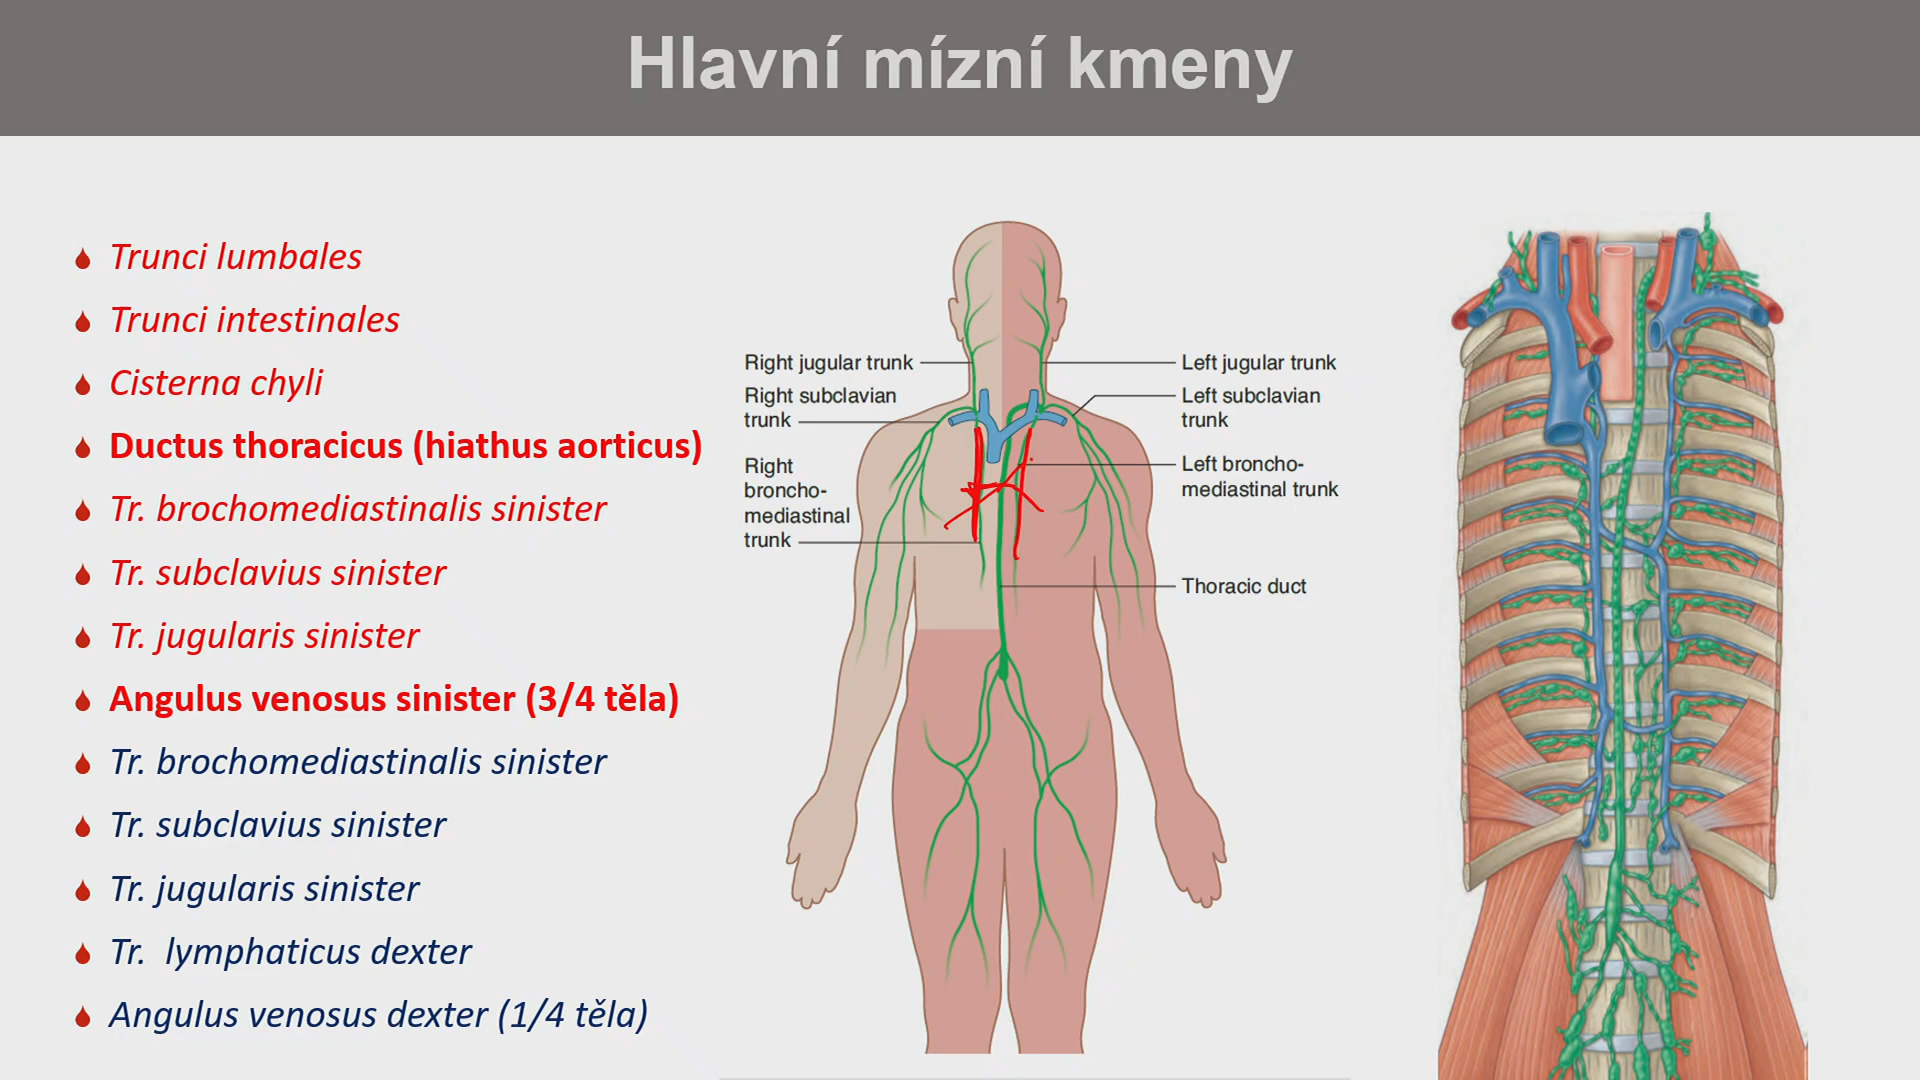 Hlavní mízní kmeny
Trunci lumbales
Trunci intestinales
Cisterna chyli
Ductus thoracicus (hiathus aorticus)
Tr. brochomediastinalis sinister
Tr. subclavius sinister
Tr. jugularis sinister
Angulus venosus sinister (3/4 těla)
Tr. brochomediastinalis sinister
Tr. subclavius sinister
Tr. jugularis sinister
Tr. lymphaticus dexter
Angulus venosus dexter (1/4 těla)
Right jugular trunk
Right subclavian
trunk
Right
broncho-
mediastinal
trunk
Left jugular trunk
Left subclavian
trunk
Left broncho-
mediastinal trunk
Thoracic duct